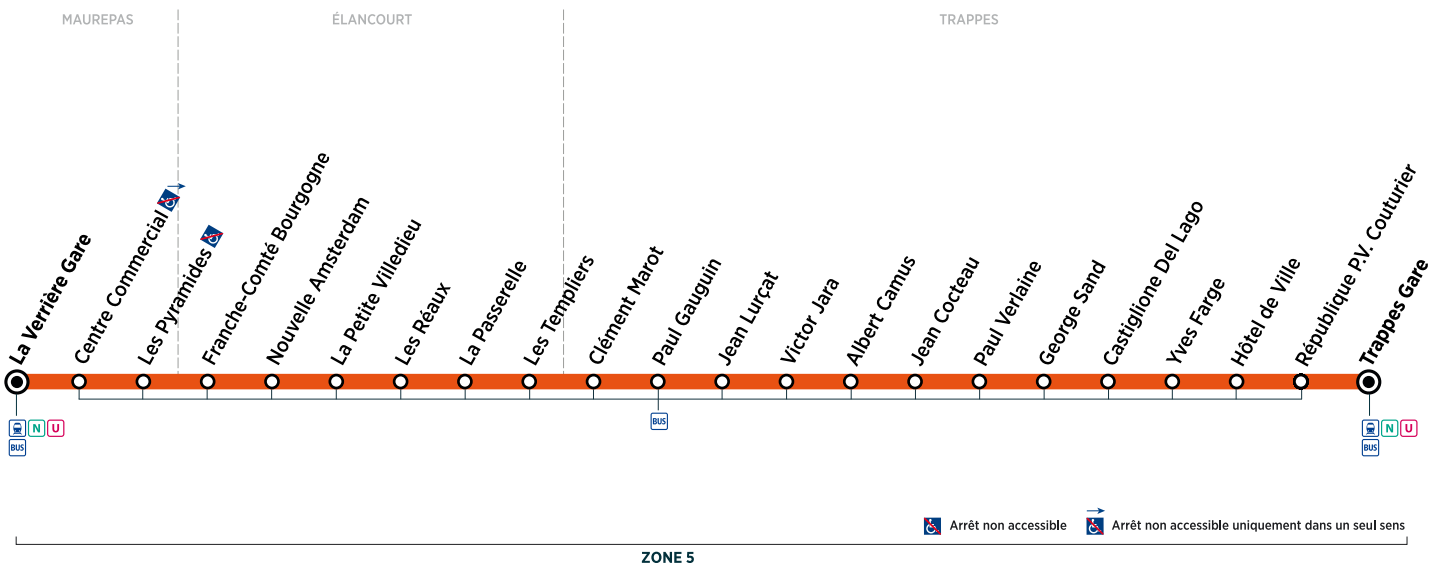 MAUREPAS
ÉLANCOURT
TRAPPES
La Verrière Gare
Centre Commercial
Les Pyramides
Franche-Comté Bourgogne
Nouvelle Amsterdam
La Petite Villedieu
Les Réaux
La Passerelle
Les Templiers
Clément Marot
Paul Gauguin
Jean Lurçat
Victor Jara
Albert Camus
Jean Cocteau
Paul Verlaine
George Sand
Castiglione Del Lago
Yves Farge
Hôtel de Ville
République P.V. Couturier
Trappes Gare
N U
BUS
BUS
N U
BUS
Arrêt non accessible
Arrêt non accessible uniquement dans un seul sens
ZONE 5